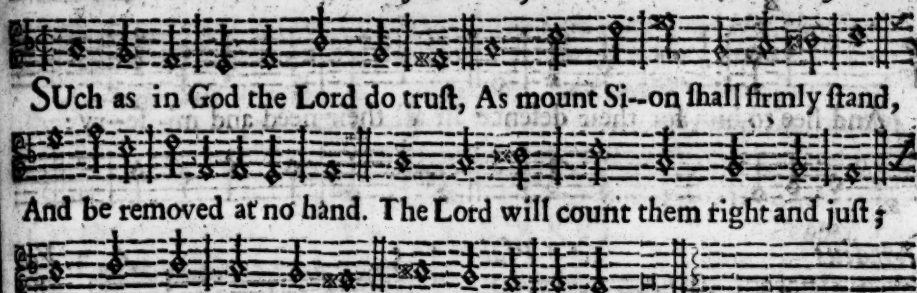 SUch as in God the Lord do truſt, As mount Si--on ſhall firmly ſtand,
And be removed at no hand. The Lord will count them right and juſt;